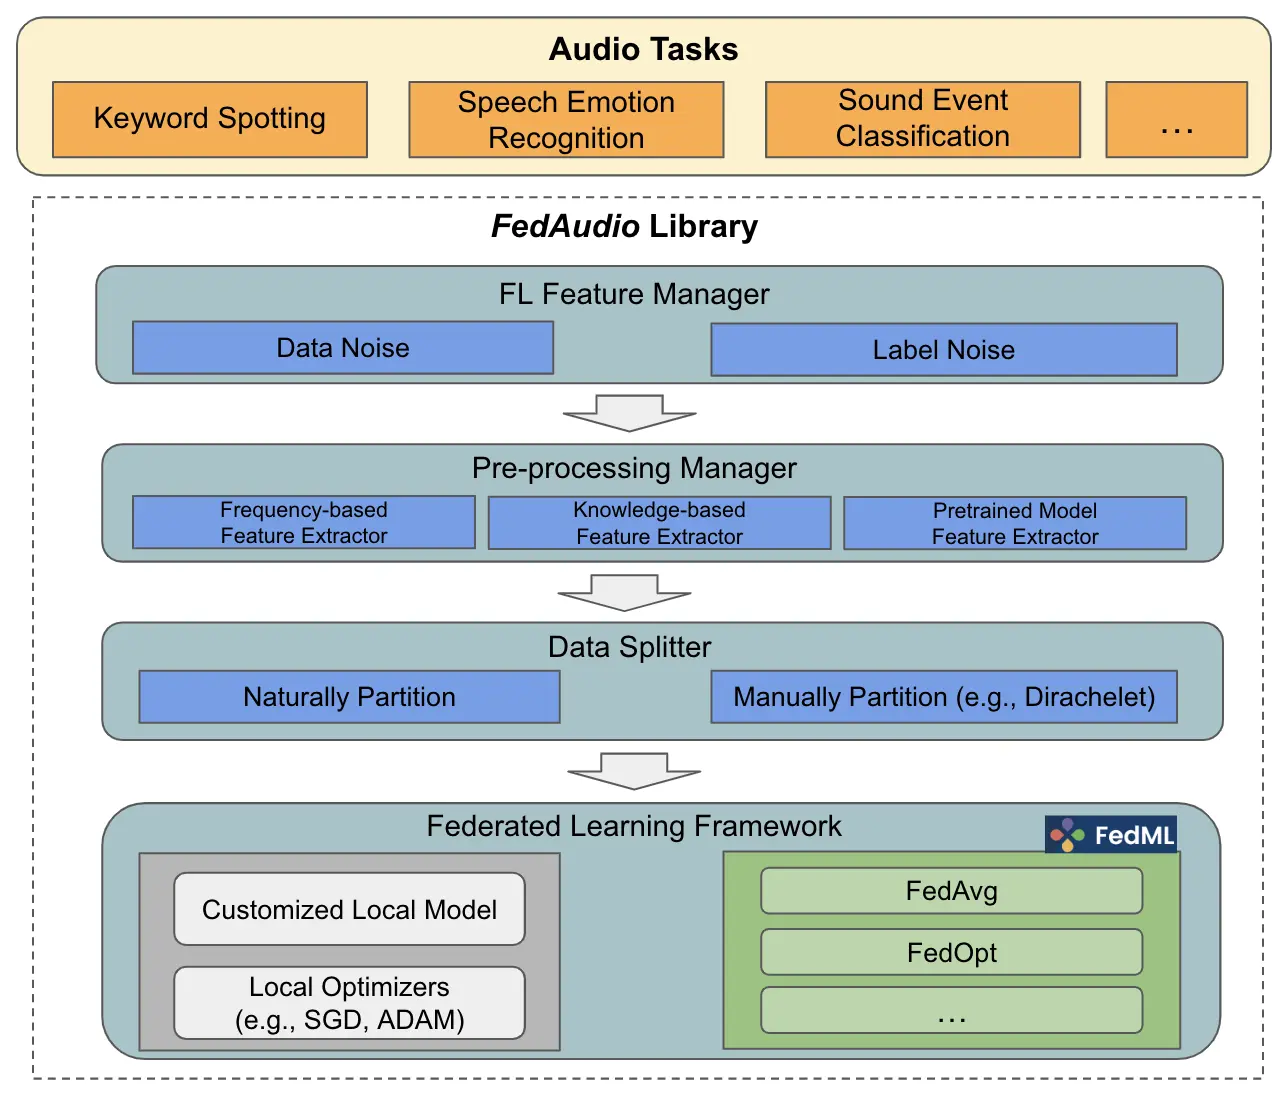 Audio Tasks
Keyword Spotting
Speech Emotion
Recognition
Sound Event
Classification
...
FedAudio Library
FL Feature Manager
Data Noise
Label Noise
Pre-processing Manager
Frequency-based
Feature Extractor
Knowledge-based
Feature Extractor
Pretrained Model
Feature Extractor
Data Splitter
Naturally Partition
Manually Partition (e.g., Dirachelet)
Federated Learning Framework
FedML
Customized Local Model
Local Optimizers
(e.g., SGD, ADAM)
FedAvg
FedOpt
...